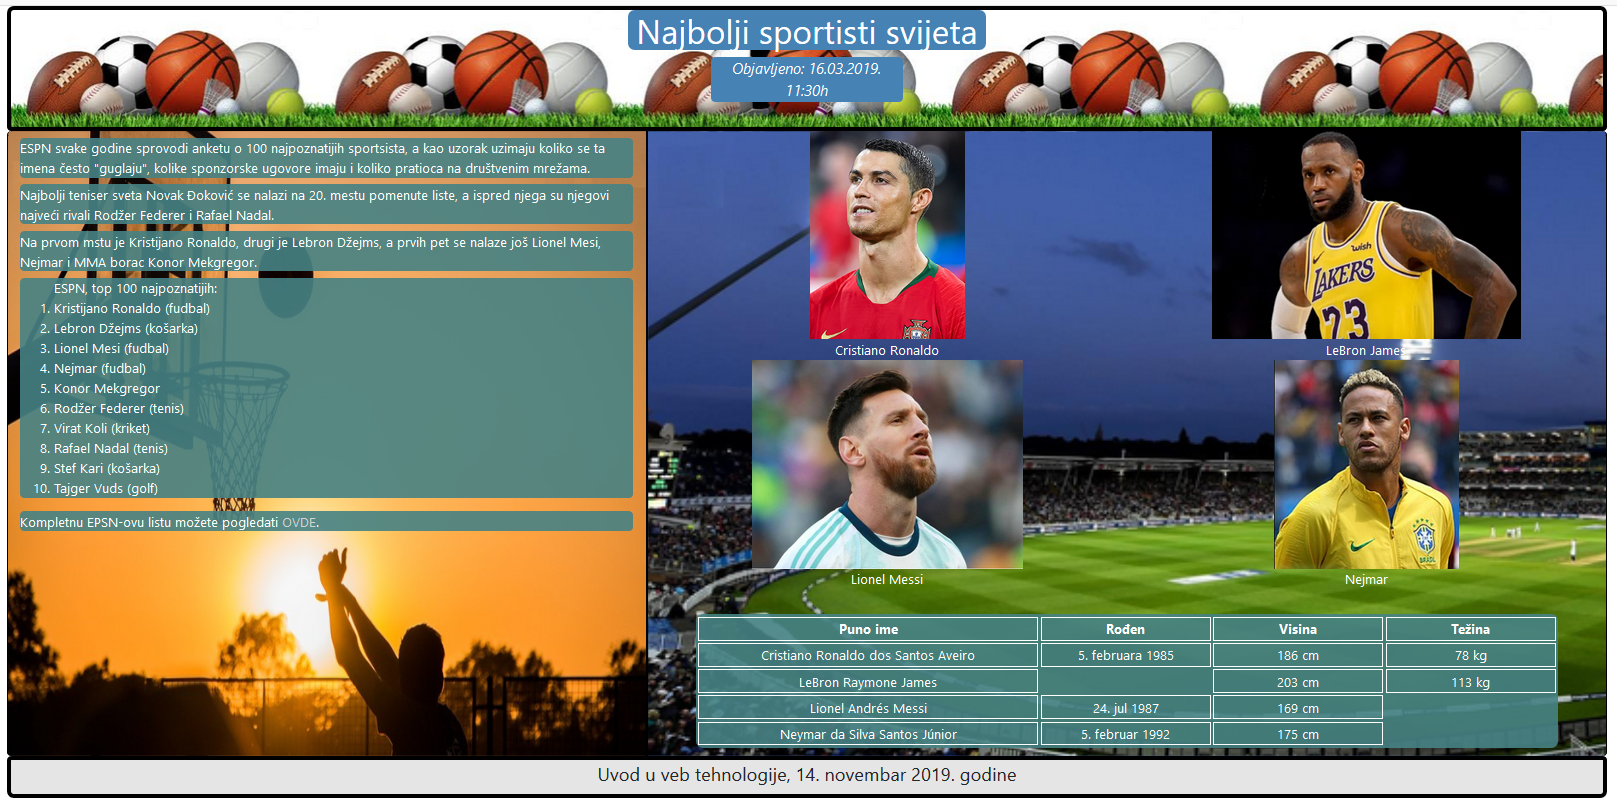 Najbolji sportisti svijeta
Objavljeno: 16.03.2019.
11:30h
ESPN svake godine sprovodi anketu o 100 najpoznatijih sportsista, a kao uzorak uzimaju koliko se ta
imena često "guglaju", kolike sponzorske ugovore imaju i koliko pratioca na društvenim mrežama.
Najbolji teniser sveta Novak Đoković se nalazi na 20. mestu pomenute liste, a ispred njega su njegovi
najveći rivali Rodžer Federer i Rafael Nadal.
Na prvom mstu je Kristijano Ronaldo, drugi je Lebron Džejms, a prvih pet se nalaze još Lionel Mesi,
Nejmar i MMA borac Konor Mekgregor.
ESPN, top 100 najpoznatijih:
1. Kristijano Ronaldo (fudbal)
2. Lebron Džejms (košarka)
3. Lionel Mesi (fudbal)
4. Nejmar (fudbal)
5. Konor Mekgregor
6. Rodžer Federer (tenis)
7. Virat Koli (kriket)
8. Rafael Nadal (tenis)
9. Stef Kari (košarka)
10. Tajger Vuds (golf)
Kompletnu EPSN-ovu listu možete pogledati OVDE.
wish
LAKERS
23
Cristiano Ronaldo
LeBron James
BRASIL
Lionel Messi
Nejmar
Puno ime Rođen Visina Težina
Cristiano Ronaldo dos Santos Aveiro 5. februara 1985 186 cm 78 kg
LeBron Raymone James 203 cm 113 kg
Lionel Andrés Messi 24. jul 1987 169 cm
Neymar da Silva Santos Júnior 5. februar 1992 175 cm
Uvod u veb tehnologije, 14. novembar 2019. godine